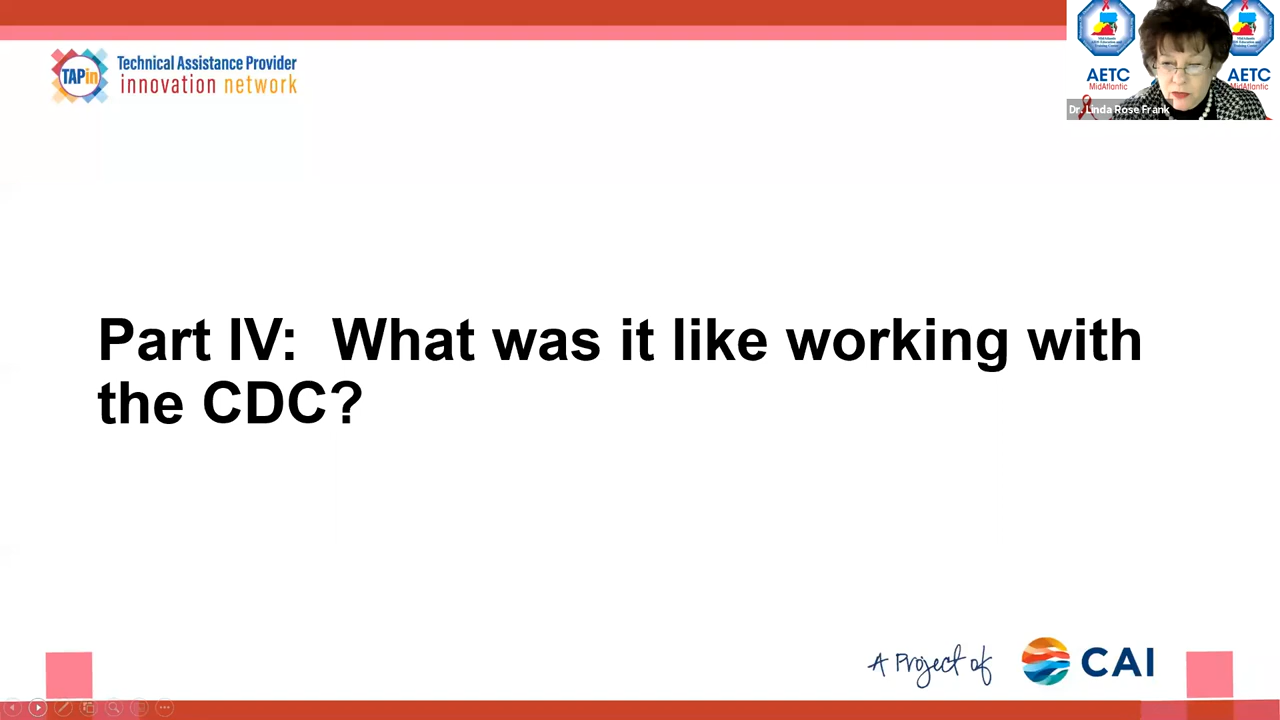 TAPin
Technical Assistance Provider
innovation network
AETC
MidAtlantic
AETC
MidAtlantic
Dr. Linda Rose Frank
Part IV:  What was it like working with
the CDC?
A Project of
CAI